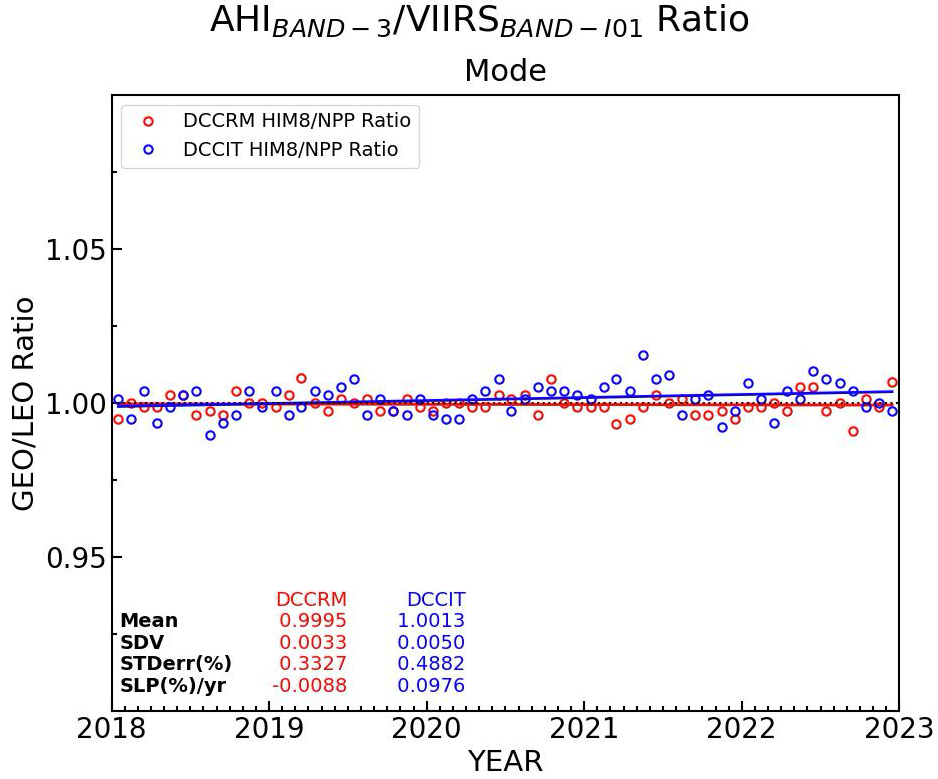 AHI_BAND-3/VIIRS_BAND-I01 Ratio
Mode
DCCRM HIM8/NPP Ratio
DCCIT HIM8/NPP Ratio
GEO/LEO Ratio
1.05
1.00
0.95
DCCRM DCCIT
Mean 0.9995 1.0013
SDV 0.0033 0.0050
STDerr(%) 0.3327 0.4882
SLP(%)/yr -0.0088 0.0976
2018 2019 2020 2021 2022 2023
YEAR